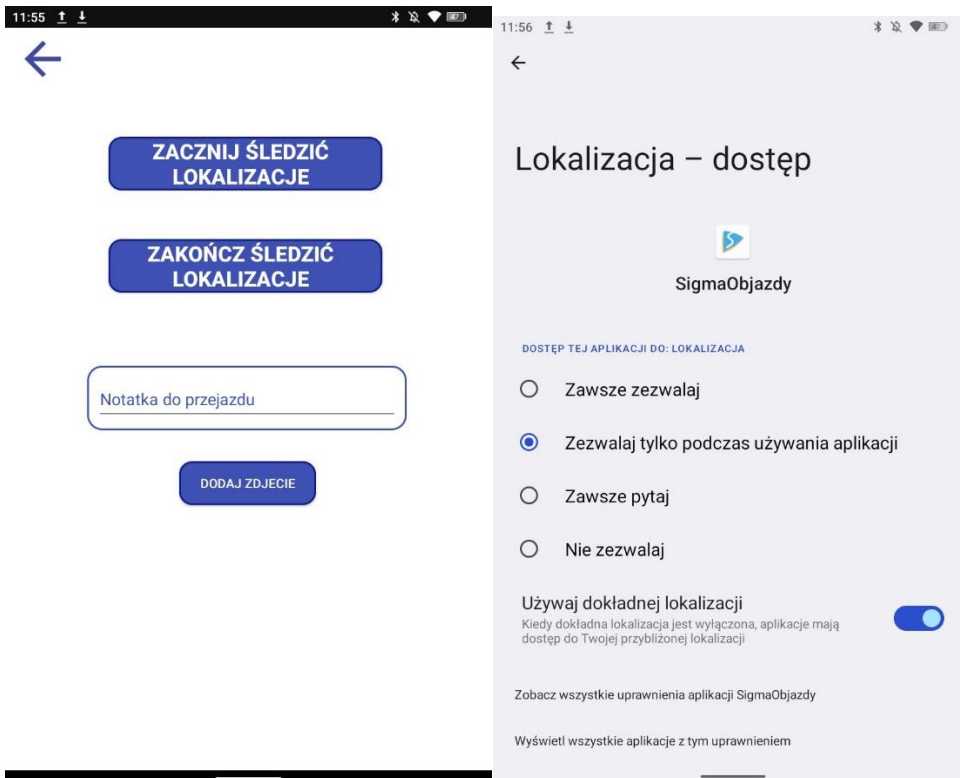 11:55
47
ZACZNIJ ŚLEDZIĆ
LOKALIZACJE
ZAKOŃCZ ŚLEDZIĆ
LOKALIZACJE
Notatka do przejazdu
DODAJ ZDJECIE
11:56
Lokalizacja – dostęp
SigmaObjazdy
DOSTĘP TEJ APLIKACJI DO: LOKALIZACJA
Zawsze zezwalaj
Zezwalaj tylko podczas używania aplikacji
Zawsze pytaj
Nie zezwalaj
Używaj dokładnej lokalizacji
Kiedy dokładna lokalizacja jest wyłączona, aplikacje mają
dostęp do Twojej przybliżonej lokalizacji
Zobacz wszystkie uprawnienia aplikacji SigmaObjazdy
Wyświetl wszystkie aplikacje z tym uprawnieniem